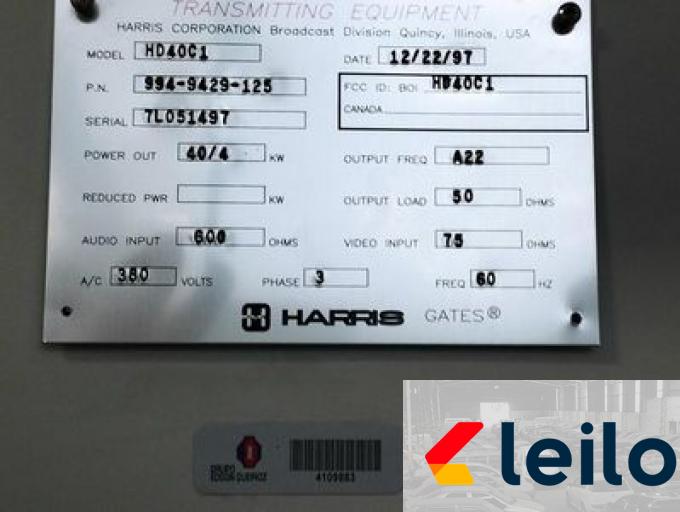 TRANSMITTING EQUIPMENT
HARRIS CORPORATION Broadcast Division Quincy, Illinois, USA
MODEL HD40C1 DATE 12/22/97
P.N. 994-9429-125 FCC ID: BOI HD40C1
CANADA
SERIAL 7L051497
POWER OUT 40/4 KW OUTPUT FREQ A22
REDUCED PWR KW OUTPUT LOAD 50 OHMS
AUDIO INPUT 600 OHMS VIDEO INPUT 75 OHMS
A/C 380 VOLTS PHASE 3 FREQ 60 HZ
HARRIS GATES®
GRUPO
EDSON QUEIROZ
4109883
leilo